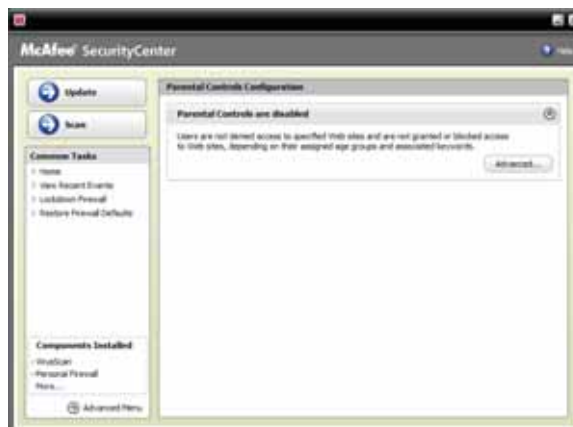 McAfee SecurityCenter
Help
Update
Scan
Common Tasks
Home
View Recent Events
Lockdown Firewall
Restore Firewall Defaults
Components Installed
VirusScan
Personal Firewall
More...
Advanced Menu
Parental Controls Configuration
Parental Controls are disabled
Users are not denied access to specified Web sites and are not granted or blocked access
to Web sites, depending on their assigned age groups and associated keywords.
Advanced...